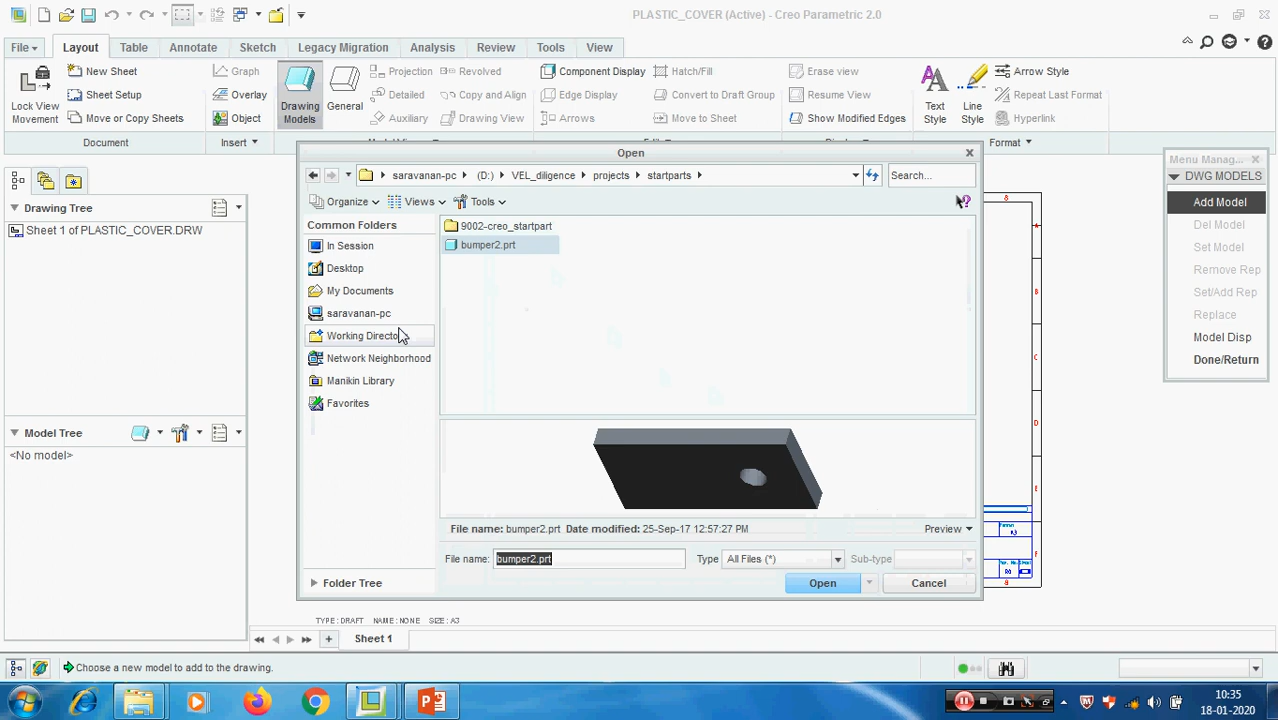 PLASTIC_COVER (Active) - Creo Parametric 2.0
File Layout Table Annotate Sketch Legacy Migration Analysis Review Tools View
Lock View Movement
New Sheet
Sheet Setup
Move or Copy Sheets
Document
Graph
Overlay
Object
Insert
Drawing Models
General
Projection
Detailed
Auxiliary
Revolved
Copy and Align
Drawing View
Component Display
Edge Display
Arrows
Hatch/Fill
Convert to Draft Group
Move to Sheet
Erase view
Resume View
Show Modified Edges
Text Style
Line Style
Arrow Style
Repeat Last Format
Hyperlink
Format
Drawing Tree
Sheet 1 of PLASTIC_COVER.DRW
Model Tree
<No model>
Open
saravanan-pc (D:) VEL_diligence projects startparts
Search...
Organize Views Tools
Common Folders
In Session
Desktop
My Documents
saravanan-pc
Working Directo
Network Neighborhood
Manikin Library
Favorites
Folder Tree
9002-creo_startpart
bumper2.prt
File name: bumper2.prt Date modified: 25-Sep-17 12:57:27 PM
Preview
File name: bumper2.prt
Type All Files (*)
Sub-type
Open
Cancel
Menu Manag...
DWG MODELS
Add Model
Del Model
Set Model
Remove Rep
Set/Add Rep
Replace
Model Disp
Done/Return
TYPE:DRAFT NAME:NONE SIZE:A3
Sheet 1
Choose a new model to add to the drawing.
10:35
18-01-2020